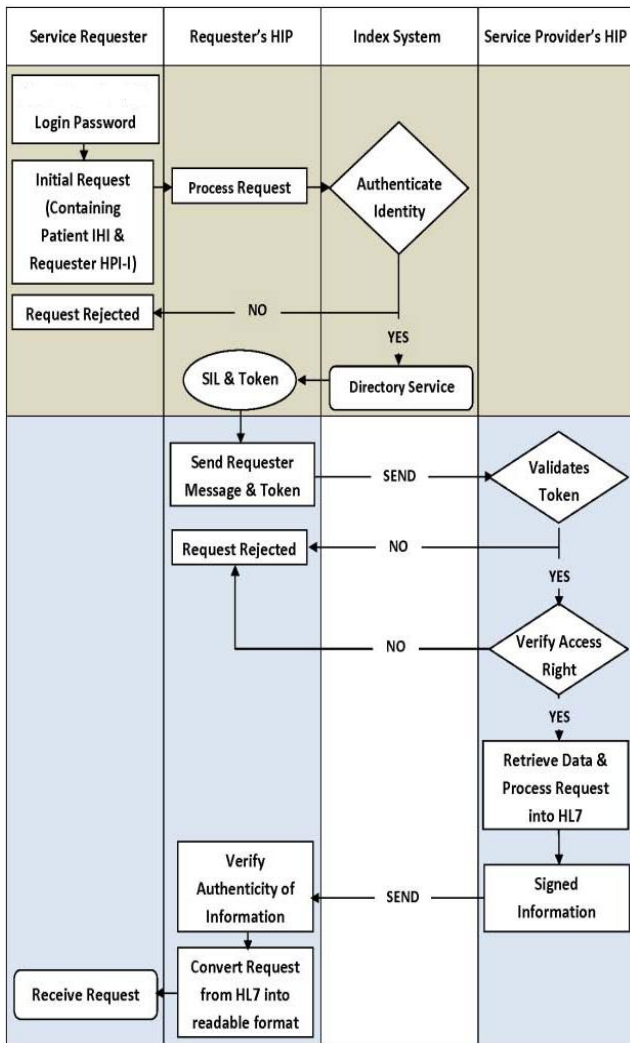 Service Requester
Requester's HIP
Index System
Service Provider's HIP
Login Password
Initial Request
(Containing
Patient IHI &
Requester HPI-I)
Process Request
Authenticate
Identity
Request Rejected
NO
YES
SIL & Token
Directory Service
Send Requester
Message & Token
SEND
Validates
Token
Request Rejected
NO
YES
NO
Verify Access
Right
YES
Retrieve Data &
Process Request
into HL7
Verify
Authenticity of
Information
SEND
Signed
Information
Receive Request
Convert Request
from HL7 into
readable format